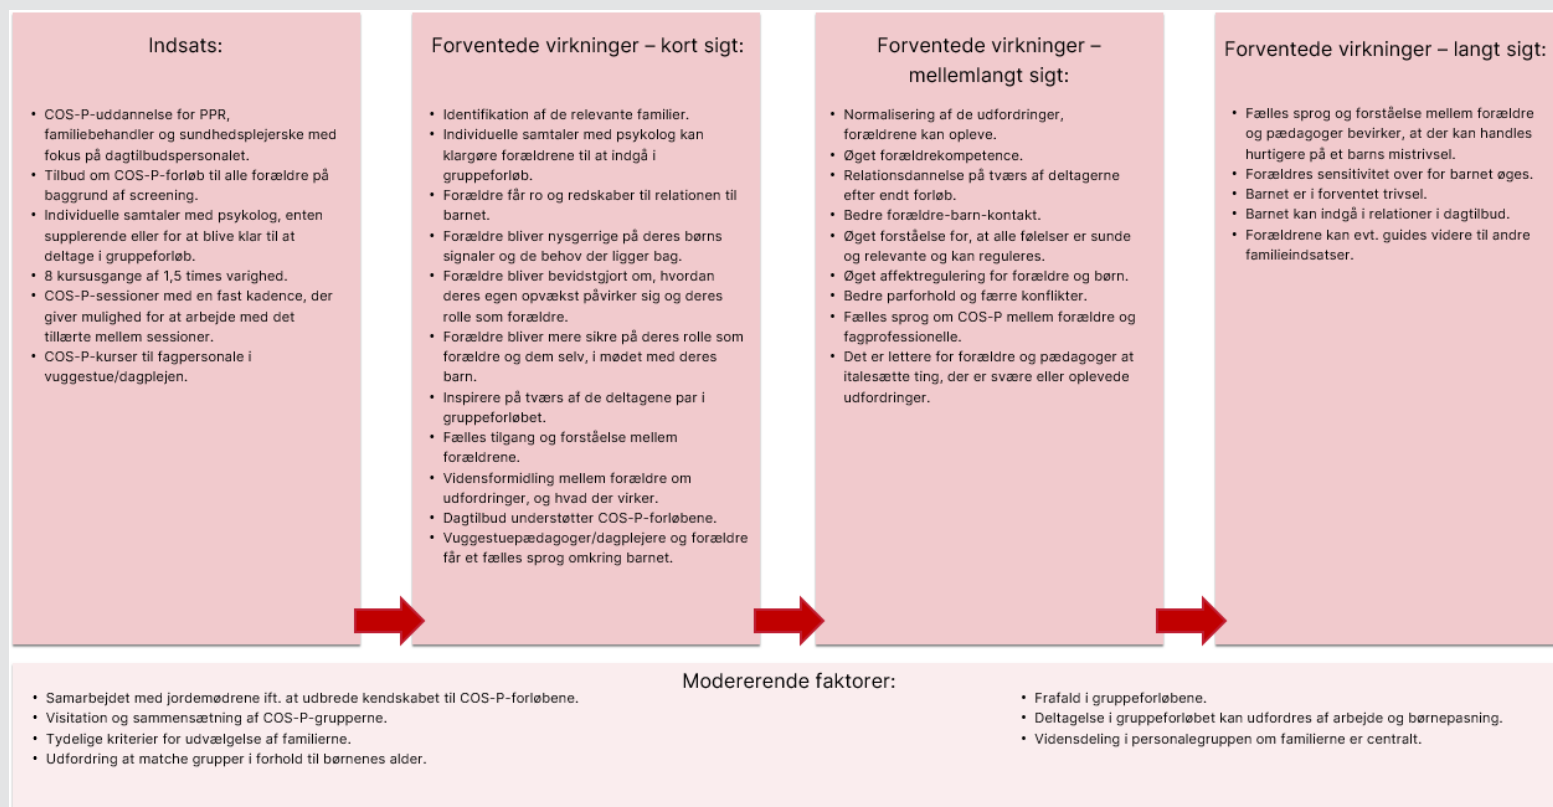 Indsats:
• COS-P-uddannelse for PPR,
familiebehandler og sundhedsplejerske med
fokus på dagtilbudspersonalet.
• Tilbud om COS-P-forløb til alle forældre på
baggrund af screening.
• Individuelle samtaler med psykolog, enten
supplerende eller for at blive klar til at
deltage i gruppeforløb.
• 8 kursusgange af 1,5 times varighed.
• COS-P-sessioner med en fast kadence, der
giver mulighed for at arbejde med det
tillærte mellem sessioner.
• COS-P-kurser til fagpersonale i
vuggestue/dagplejen.
Forventede virkninger – kort sigt:
• Identifikation af de relevante familier.
• Individuelle samtaler med psykolog kan
klargøre forældrene til at indgå i
gruppeforløb.
• Forældre får ro og redskaber til relationen til
barnet.
• Forældre bliver nysgerrige på deres børns
signaler og de behov der ligger bag.
• Forældre bliver bevidstgjort om, hvordan
deres egen opvækst påvirker sig og deres
rolle som forældre.
• Forældre bliver mere sikre på deres rolle som
forældre og dem selv, i mødet med deres
barn.
• Inspirere på tværs af de deltagene par i
gruppeforløbet.
• Fælles tilgang og forståelse mellem
forældrene.
• Vidensformidling mellem forældre om
udfordringer, og hvad der virker.
• Dagtilbud understøtter COS-P-forløbene.
• Vuggestuepædagoger/dagplejere og forældre
får et fælles sprog omkring barnet.
Forventede virkninger –
mellemlangt sigt:
• Normalisering af de udfordringer,
forældrene kan opleve.
• Øget forældrekompetence.
• Relationsdannelse på tværs af deltagerne
efter endt forløb.
• Bedre forældre-barn-kontakt.
• Øget forståelse for, at alle følelser er sunde
og relevante og kan reguleres.
• Øget affektregulering for forældre og børn.
• Bedre parforhold og færre konflikter.
• Fælles sprog om COS-P mellem forældre og
fagprofessionelle.
• Det er lettere for forældre og pædagoger at
italesætte ting, der er svære eller oplevede
udfordringer.
Forventede virkninger – langt sigt:
• Fælles sprog og forståelse mellem forældre
og pædagoger bevirker, at der kan handles
hurtigere på et barns mistrivsel.
• Forældres sensitivitet over for barnet øges.
• Barnet er i forventet trivsel.
• Barnet kan indgå i relationer i dagtilbud.
• Forældrene kan evt. guides videre til andre
familieindsatser.
Modererende faktorer:
• Samarbejdet med jordemødrene ift. at udbrede kendskabet til COS-P-forløbene.
• Visitation og sammensætning af COS-P-grupperne.
• Tydelige kriterier for udvælgelse af familierne.
• Udfordring at matche grupper i forhold til børnenes alder.
• Frafald i gruppeforløbene.
• Deltagelse i gruppeforløbet kan udfordres af arbejde og børnepasning.
• Vidensdeling i personalegruppen om familierne er centralt.